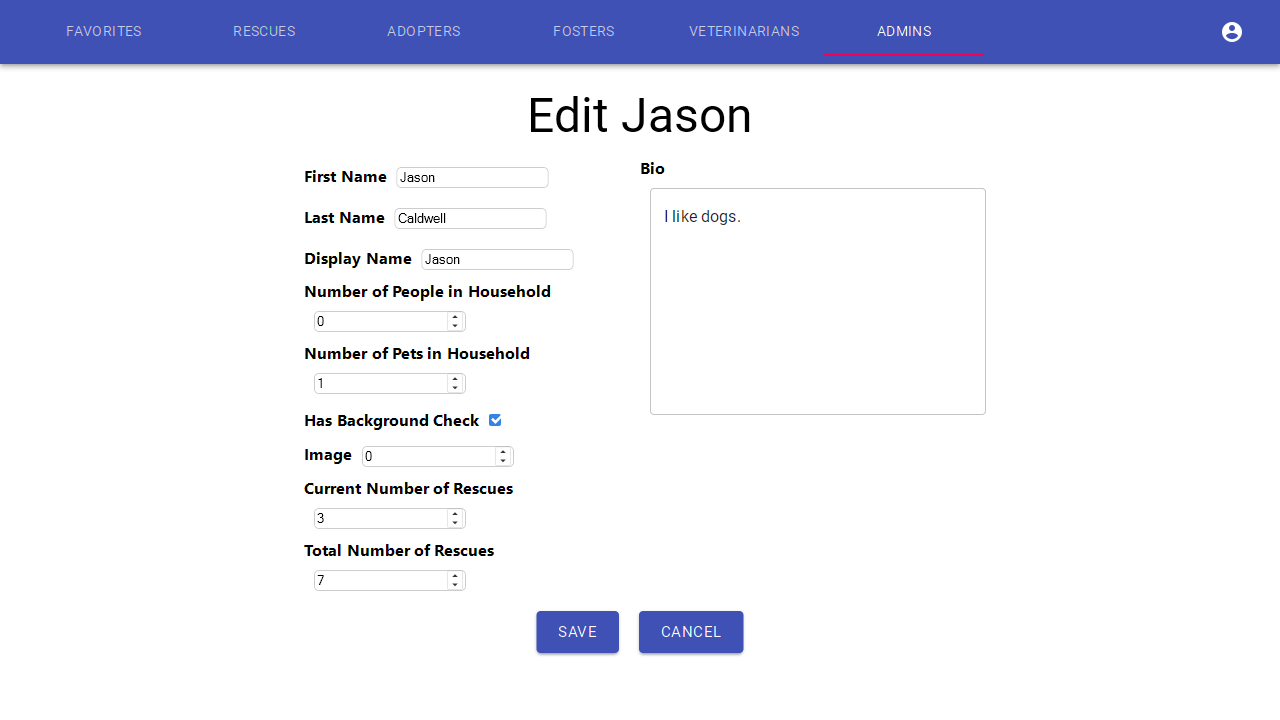 FAVORITES RESCUES ADOPTERS FOSTERS VETERINARIANS ADMINS
Edit Jason
First Name Jason
Last Name Caldwell
Display Name Jason
Number of People in Household
0
Number of Pets in Household
1
Has Background Check
Image 0
Current Number of Rescues
3
Total Number of Rescues
7
Bio
I like dogs.
SAVE CANCEL